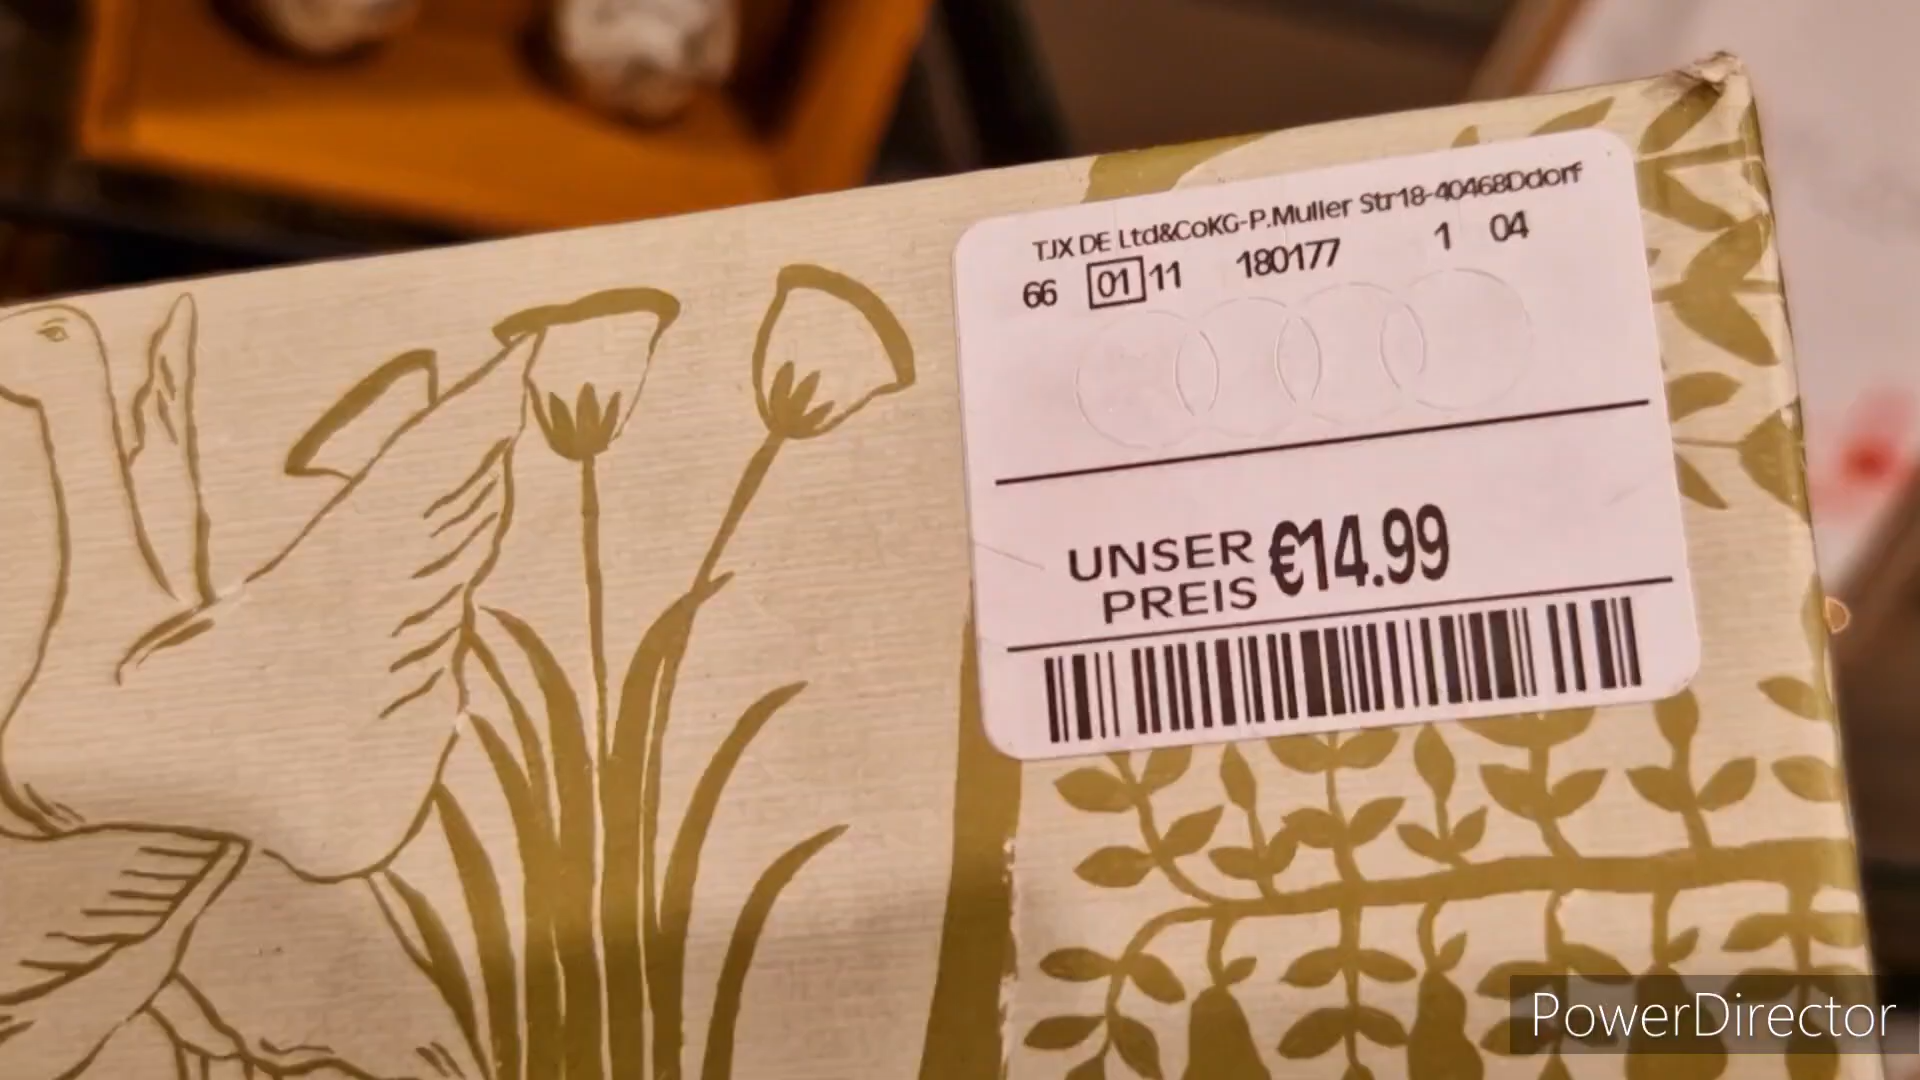 TJX DE Ltd&CoKG-P.Muller Str18-40468Ddorf
66 01 11 180177 1 04
UNSER PREIS €14.99
PowerDirector